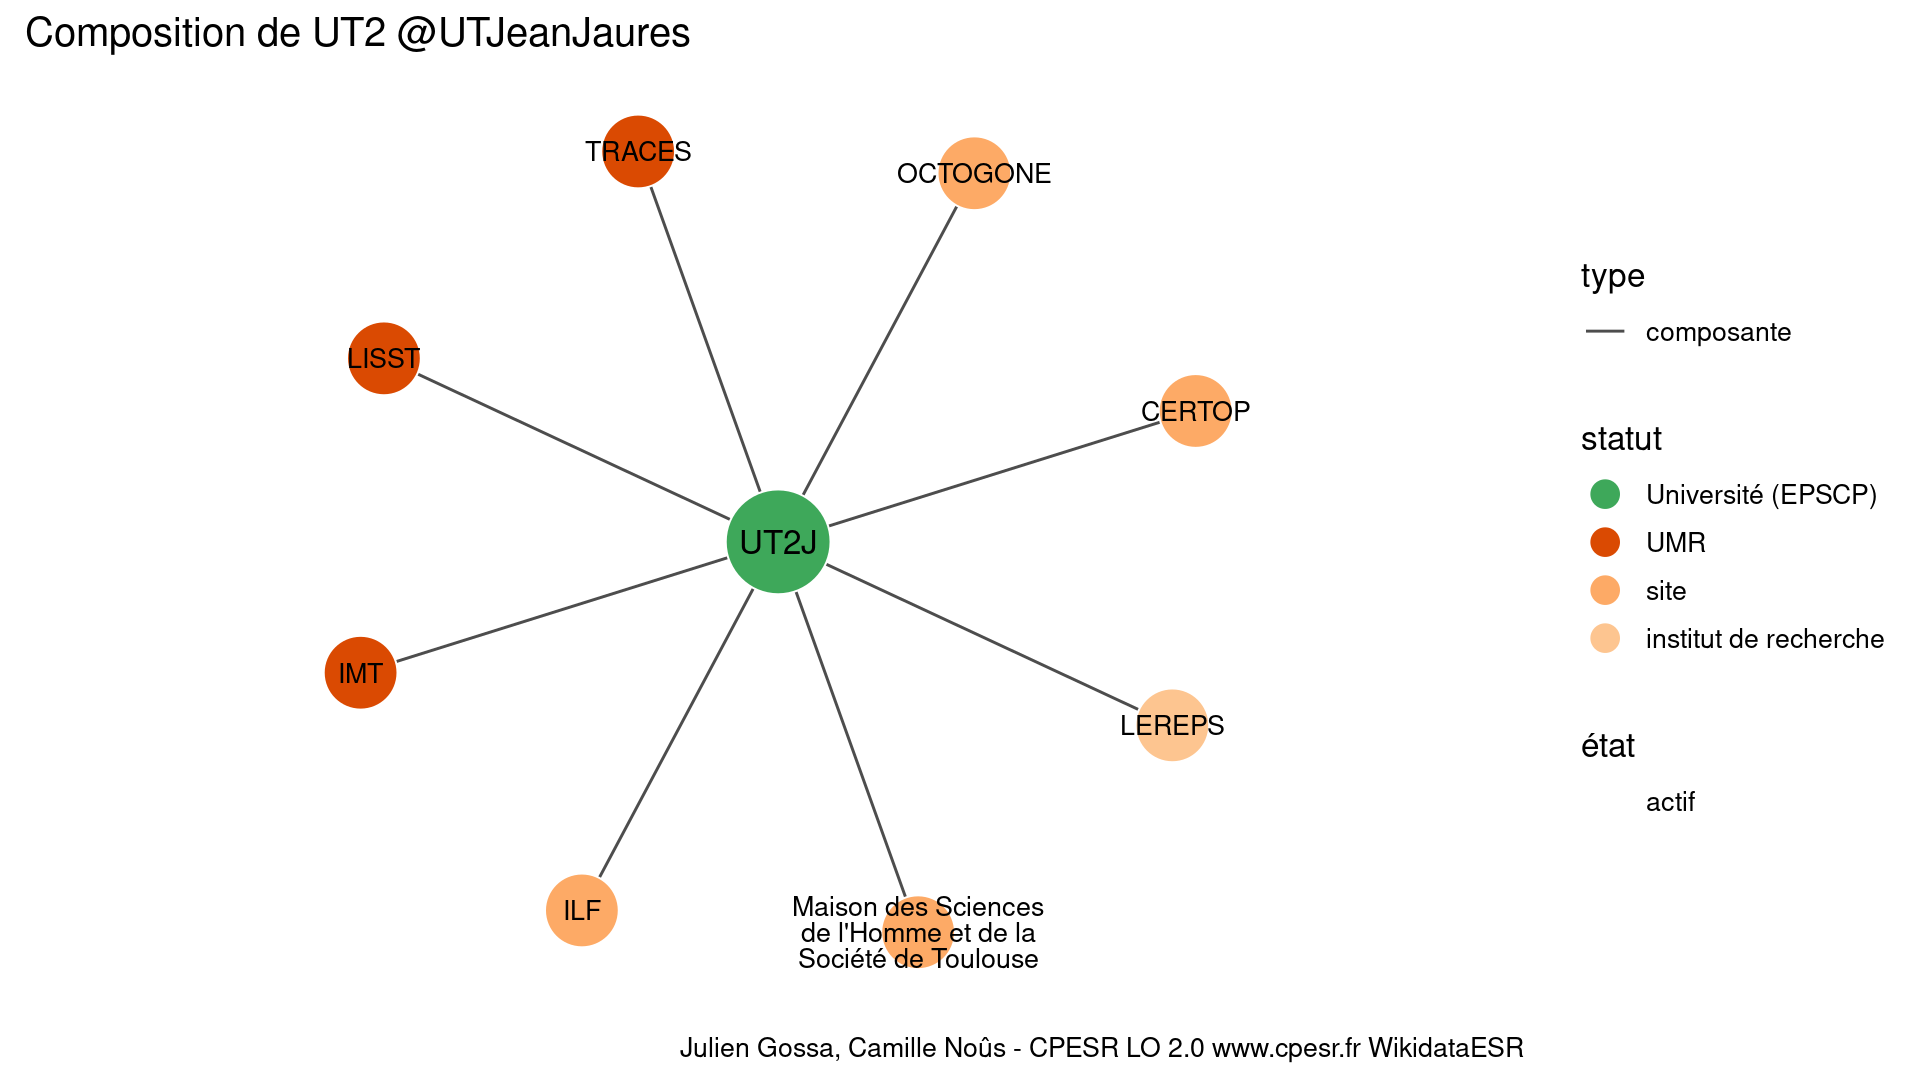 Composition de UT2 @UTJeanJaures
TRACES
OCTOGONE
LISST
CERTOP
UT2J
IMT
LEREPS
ILF
Maison des Sciences
de l'Homme et de la
Société de Toulouse
type
composante
statut
Université (EPSCP)
UMR
site
institut de recherche
état
actif
Julien Gossa, Camille Noûs - CPESR LO 2.0 www.cpesr.fr WikidataESR